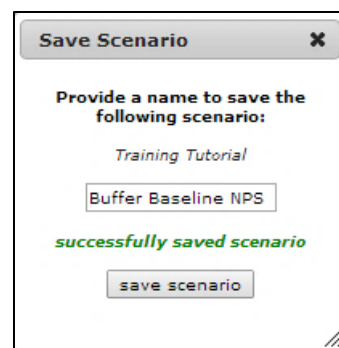 Save Scenario
Provide a name to save the
following scenario:
Training Tutorial
Buffer Baseline NPS
successfully saved scenario
save scenario